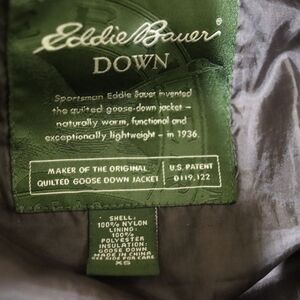 Eddie Bauer®
DOWN
Sportsman Eddie Bauer invented
the quilted goose-down jacket –
naturally warm, functional and
exceptionally lightweight – in 1936.
MAKER OF THE ORIGINAL
QUILTED GOOSE DOWN JACKET
U.S. PATENT
D119,122
SHELL:
100% NYLON
LINING:
100%
POLYESTER
INSULATION:
GOOSE DOWN
MADE IN CHINA
SEE SIDE FOR CARE
XS